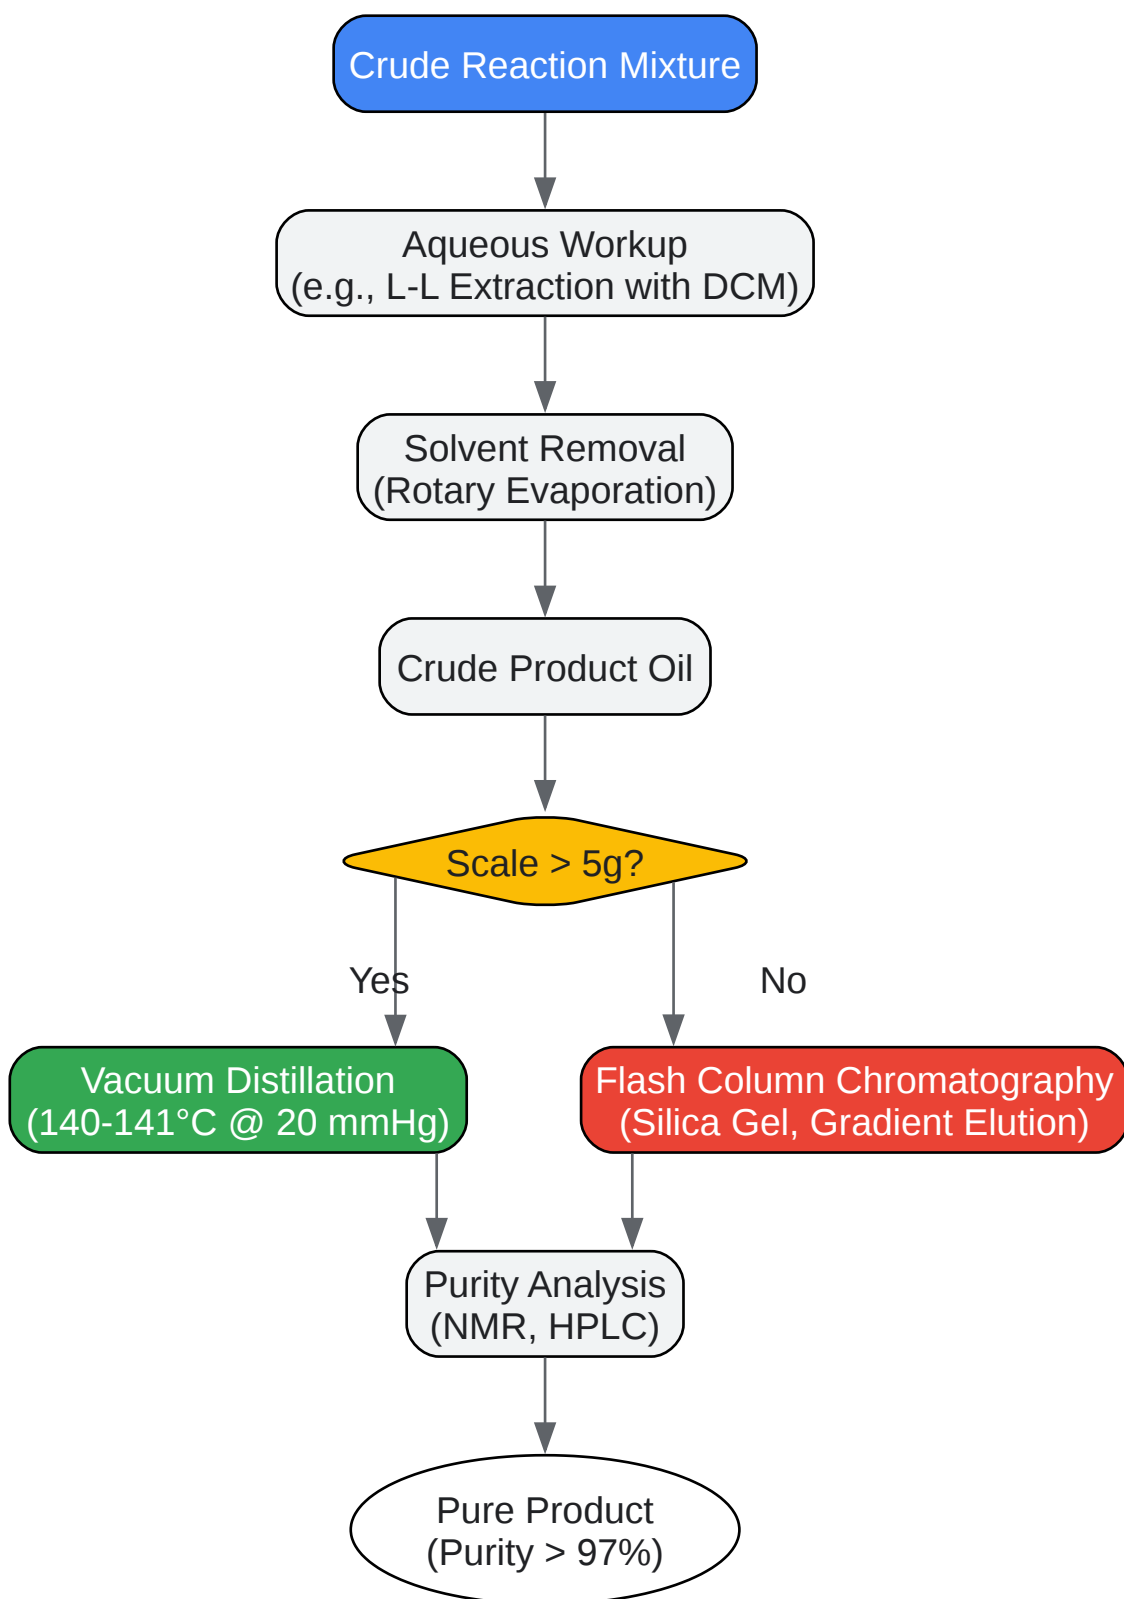 Crude Reaction Mixture
Aqueous Workup
(e.g., L-L Extraction with DCM)
Solvent Removal
(Rotary Evaporation)
Crude Product Oil
Scale > 5g?
Yes
No
Vacuum Distillation
(140-141°C @ 20 mmHg)
Flash Column Chromatography
(Silica Gel, Gradient Elution)
Purity Analysis
(NMR, HPLC)
Pure Product
(Purity > 97%)